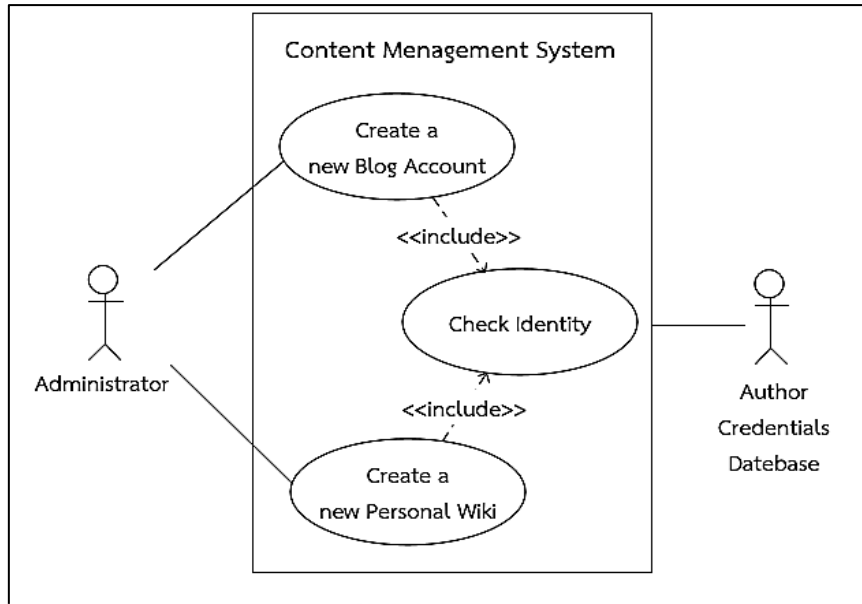 Content Menagement System
Create a
new Blog Account
<<include>>
Check Identity
Administrator
<<include>>
Author
Credentials
Datebase
Create a
new Personal Wiki